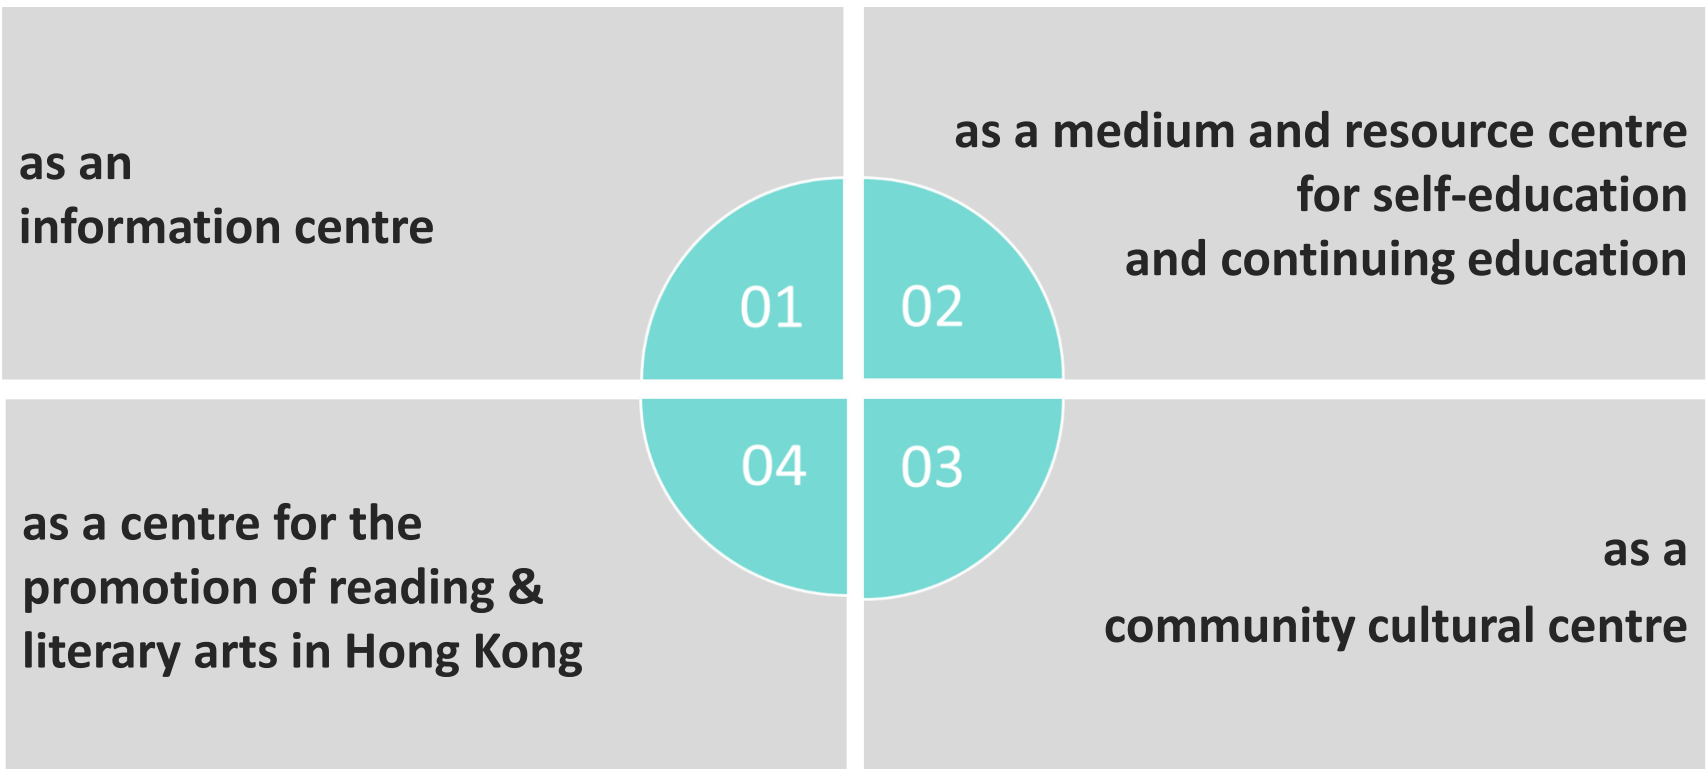 as an
information centre
01
as a medium and resource centre
for self-education
and continuing education
02
03
as a
community cultural centre
04
as a centre for the
promotion of reading &
literary arts in Hong Kong